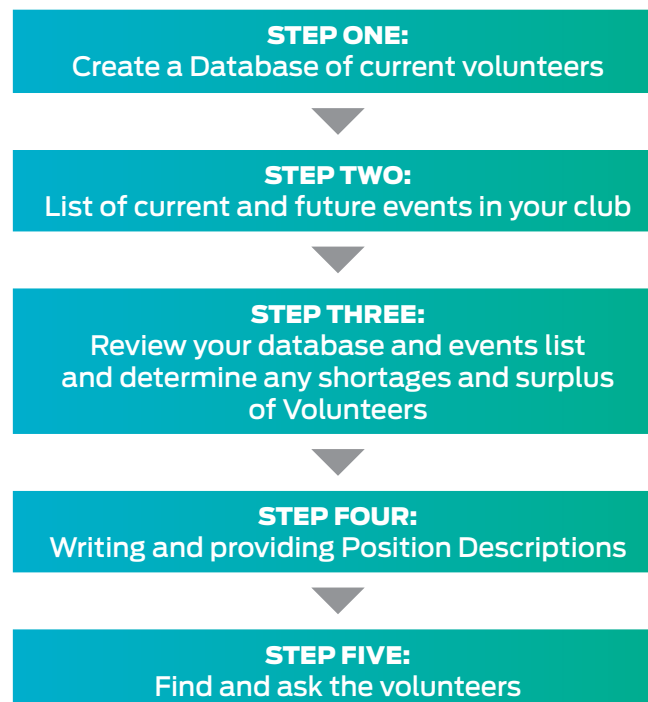 STEP ONE:
Create a Database of current volunteers
STEP TWO:
List of current and future events in your club
STEP THREE:
Review your database and events list
and determine any shortages and surplus
of Volunteers
STEP FOUR:
Writing and providing Position Descriptions
STEP FIVE:
Find and ask the volunteers